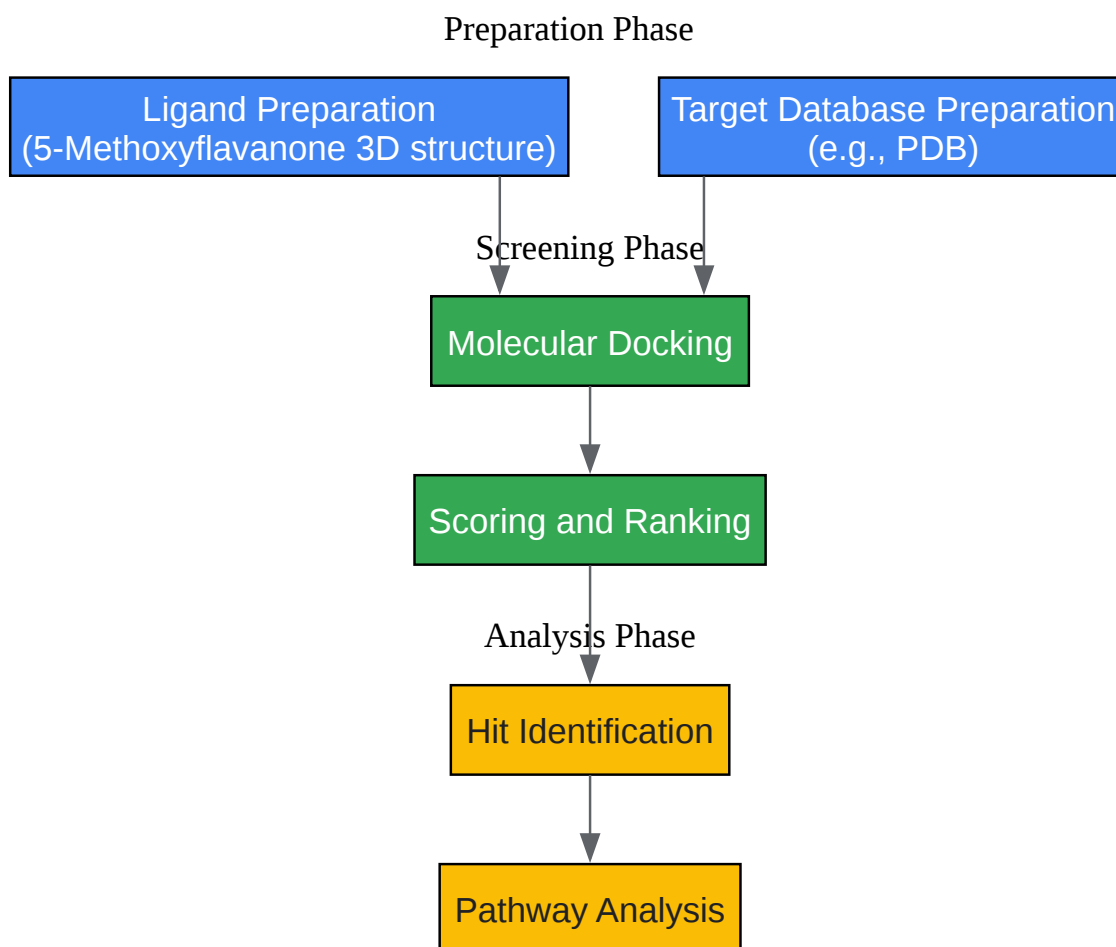 Preparation Phase
Ligand Preparation
(5-Methoxyflavanone 3D structure)
Target Database Preparation
(e.g., PDB)
Screening Phase
Molecular Docking
Scoring and Ranking
Analysis Phase
Hit Identification
Pathway Analysis